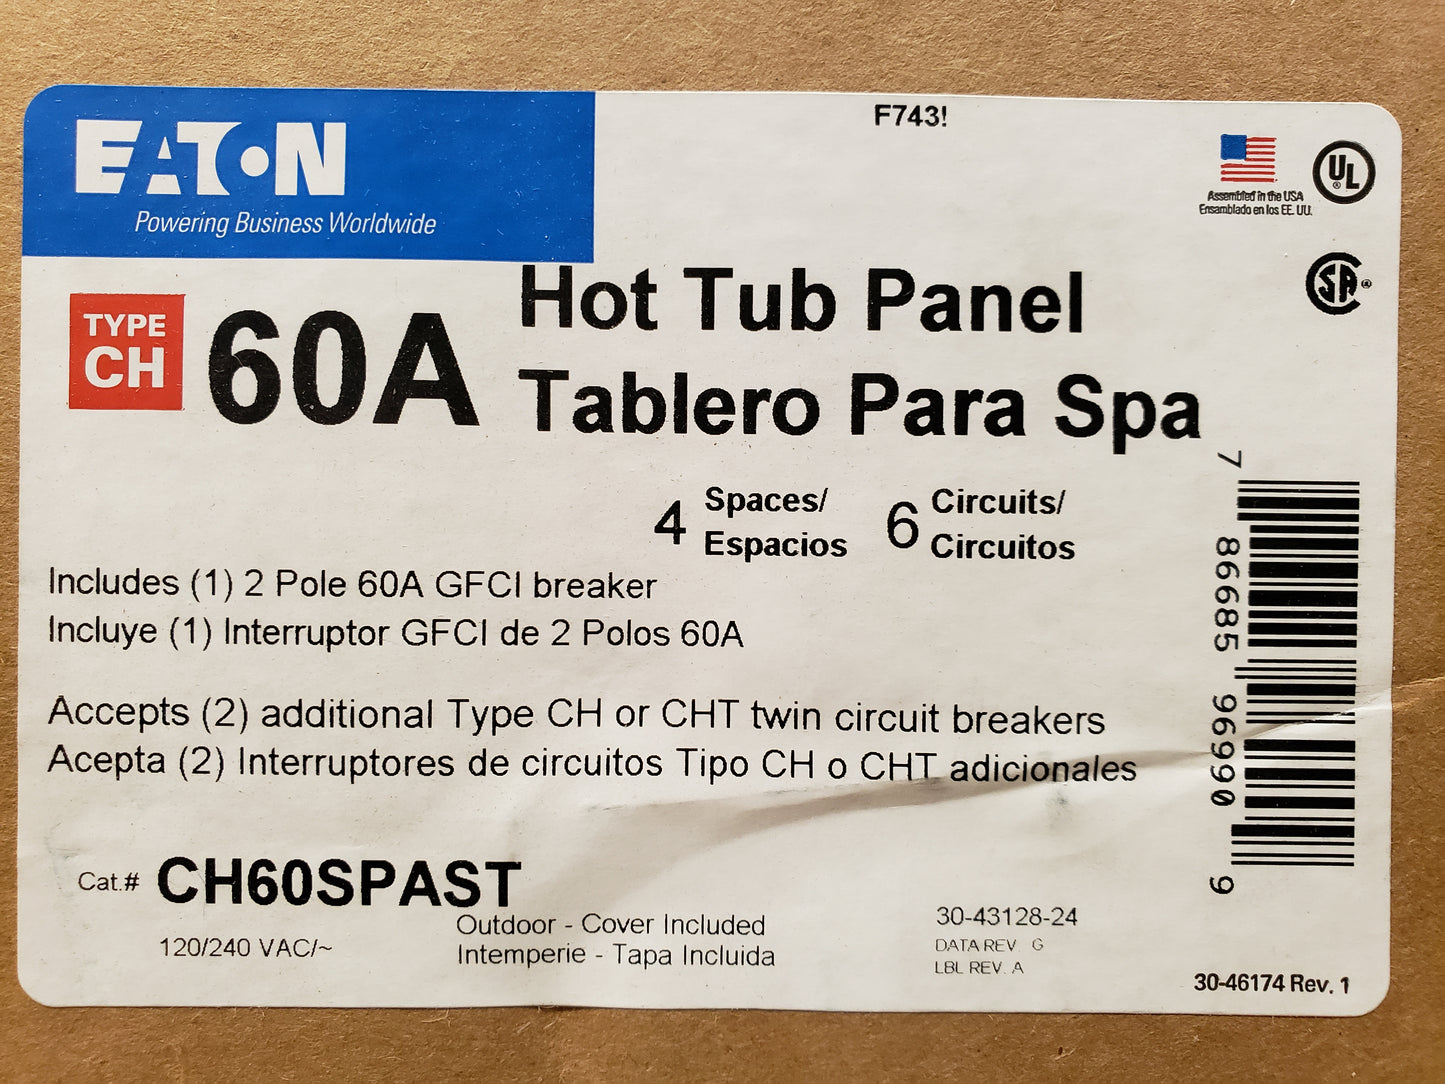 F743!
EATON
Powering Business Worldwide
Assembled in the USA
Ensamblado en los EE. UU.
UL
®
SA
®
TYPE
CH
60A
Hot Tub Panel
Tablero Para Spa
4 Spaces/
Espacios
6 Circuits/
Circuitos
Includes (1) 2 Pole 60A GFCI breaker
Incluye (1) Interruptor GFCI de 2 Polos 60A
Accepts (2) additional Type CH or CHT twin circuit breakers
Acepta (2) Interruptores de circuitos Tipo CH o CHT adicionales
7 86685 96990 9
Cat.# CH60SPAST
120/240 VAC/~
Outdoor - Cover Included
Intemperie - Tapa Incluida
30-43128-24
DATA REV G
LBL REV. A
30-46174 Rev. 1